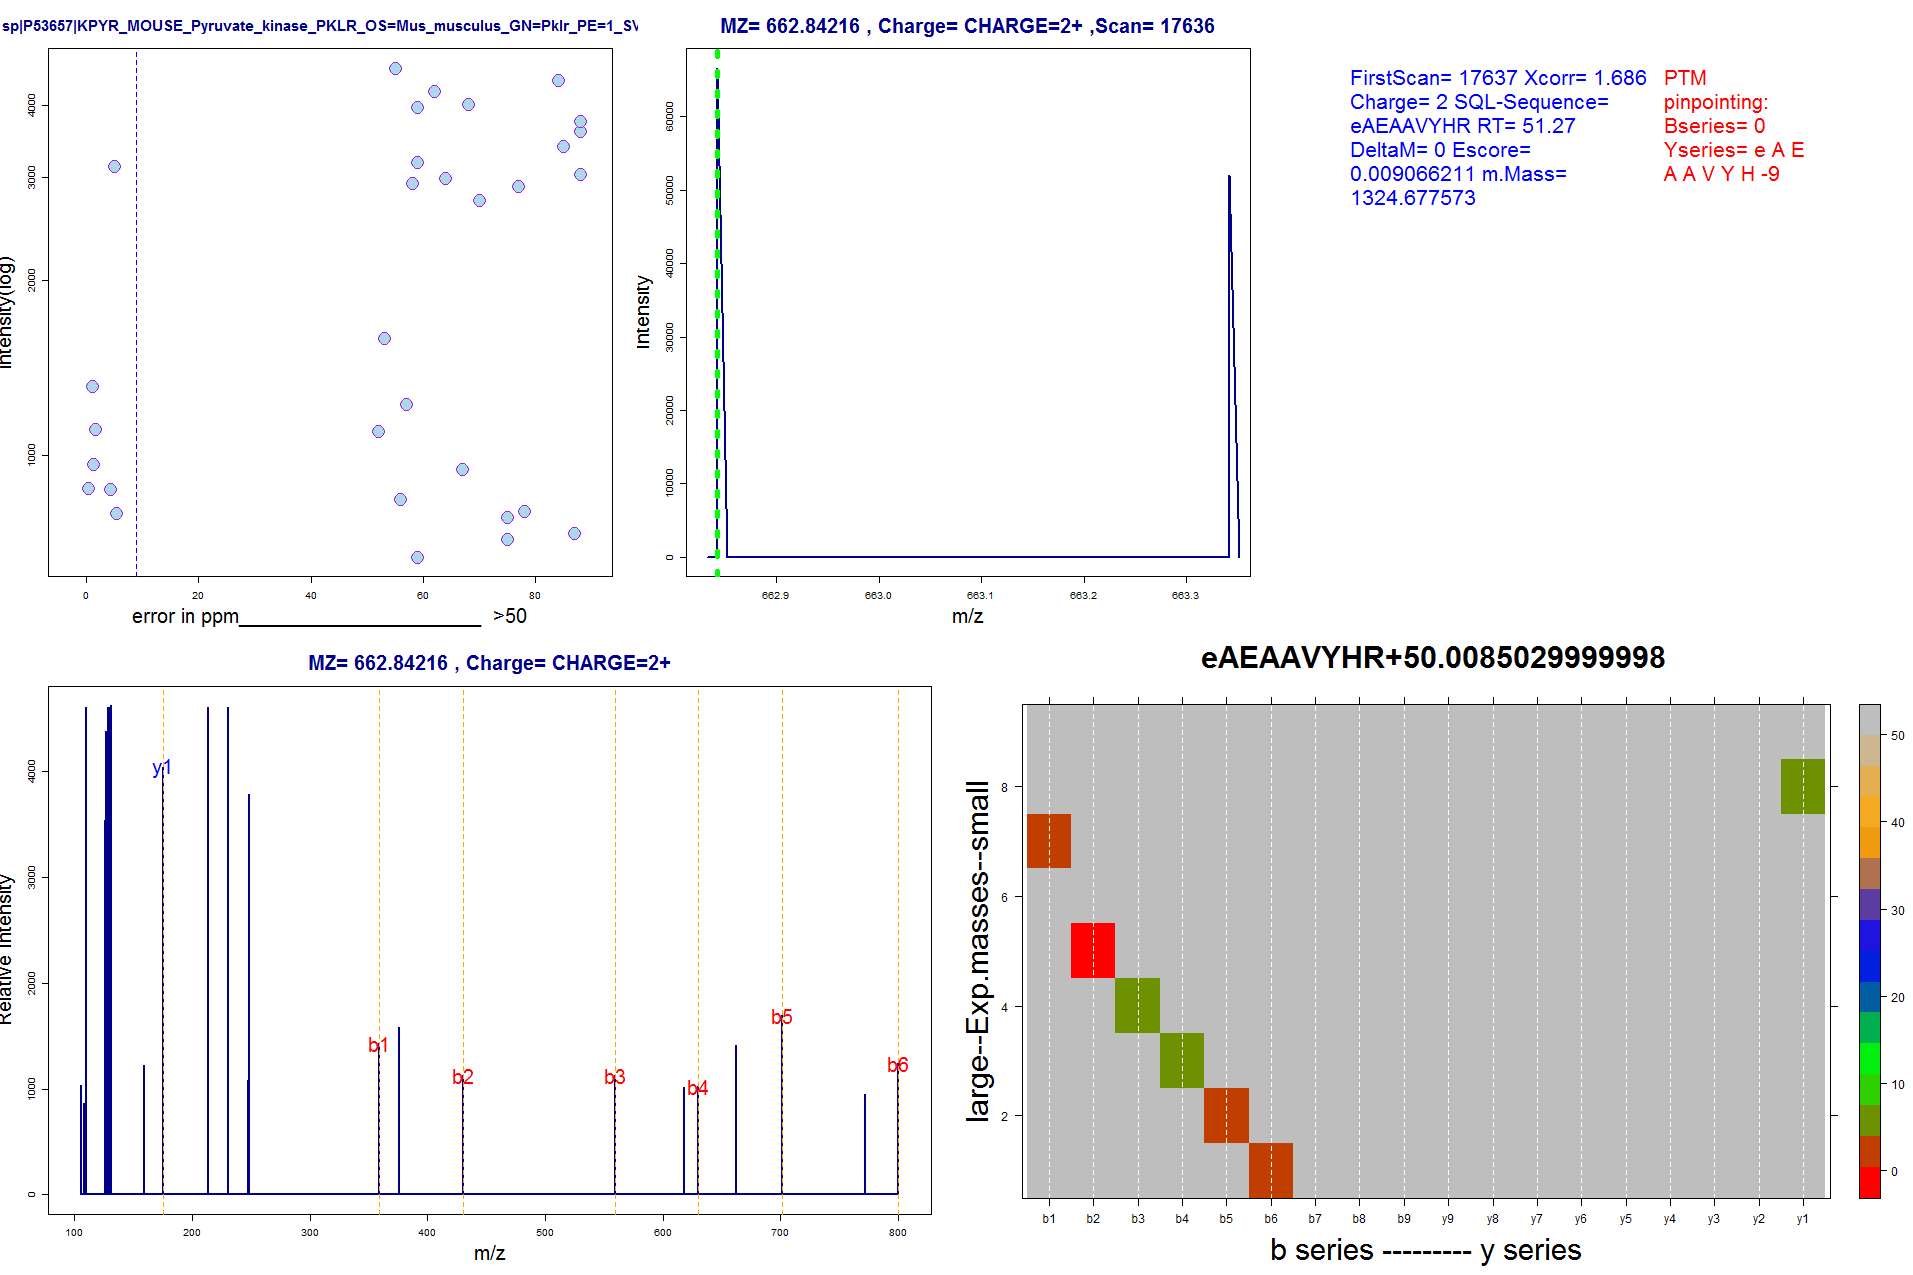 sp|P53657|KPYR_MOUSE_Pyruvate_kinase_PKLR_OS=Mus_musculus_GN=Pklr_PE=1_SV
Intensity(log)
4000
3000
2000
1000
0 20 40 60 80
error in ppm______________________ >50
MZ= 662.84216 , Charge= CHARGE=2+ ,Scan= 17636
Intensity
60000
50000
40000
30000
20000
10000
0
662.9 663.0 663.1 663.2 663.3
m/z
FirstScan= 17637 Xcorr= 1.686
Charge= 2 SQL-Sequence=
eAEAAVYHR RT= 51.27
DeltaM= 0 Escore=
0.009066211 m.Mass=
1324.677573
PTM
pinpointing:
Bseries= 0
Yseries= e A E
A A V Y H -9
MZ= 662.84216 , Charge= CHARGE=2+
Relative Intensity
4000
3000
2000
1000
0
y1
b1
b2
b3
b4
b5
b6
100 200 300 400 500 600 700 800
m/z
eAEAAVYHR+50.0085029999998
large--Exp.masses--small
8
6
4
2
b1 b2 b3 b4 b5 b6 b7 b8 b9 y9 y8 y7 y6 y5 y4 y3 y2 y1
b series --------- y series
50
40
30
20
10
0